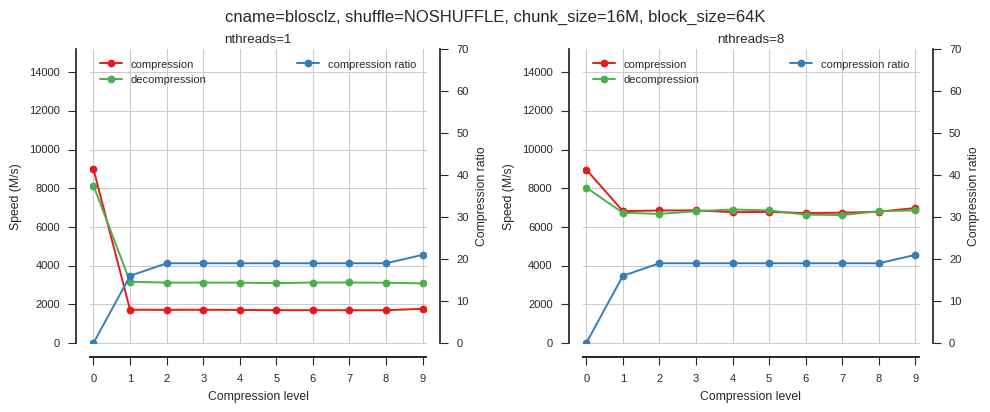 cname=blosclz, shuffle=NOSHUFFLE, chunk_size=16M, block_size=64K
nthreads=1
compression
decompression
compression ratio
14000
12000
10000
8000
6000
4000
2000
0
Speed (M/s)
70
60
50
40
30
20
10
0
Compression ratio
0 1 2 3 4 5 6 7 8 9
Compression level
nthreads=8
compression
decompression
compression ratio
14000
12000
10000
8000
6000
4000
2000
0
Speed (M/s)
70
60
50
40
30
20
10
0
Compression ratio
0 1 2 3 4 5 6 7 8 9
Compression level